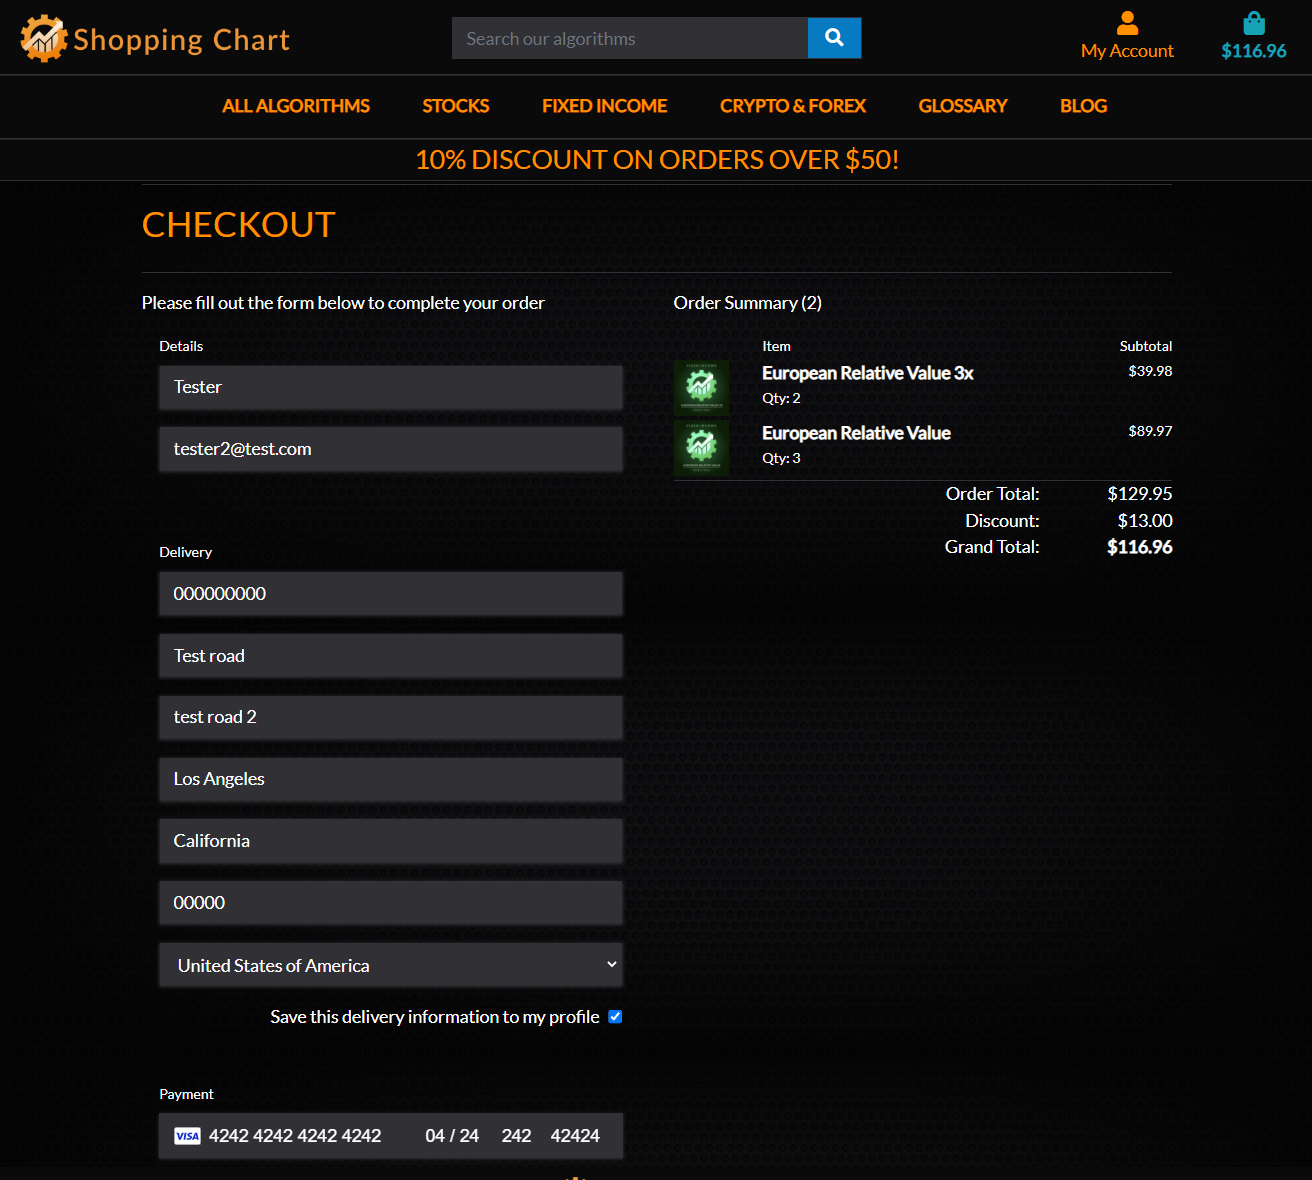 Shopping Chart
Search our algorithms
My Account
$116.96
ALL ALGORITHMS STOCKS FIXED INCOME CRYPTO & FOREX GLOSSARY BLOG
10% DISCOUNT ON ORDERS OVER $50!
CHECKOUT
Please fill out the form below to complete your order
Details
Tester
tester2@test.com
Delivery
000000000
Test road
test road 2
Los Angeles
California
00000
United States of America
Save this delivery information to my profile
Payment
VISA 4242 4242 4242 4242 04 / 24 242 42424
Order Summary (2)
Item Subtotal
European Relative Value 3x $39.98
Qty: 2
European Relative Value $89.97
Qty: 3
Order Total: $129.95
Discount: $13.00
Grand Total: $116.96